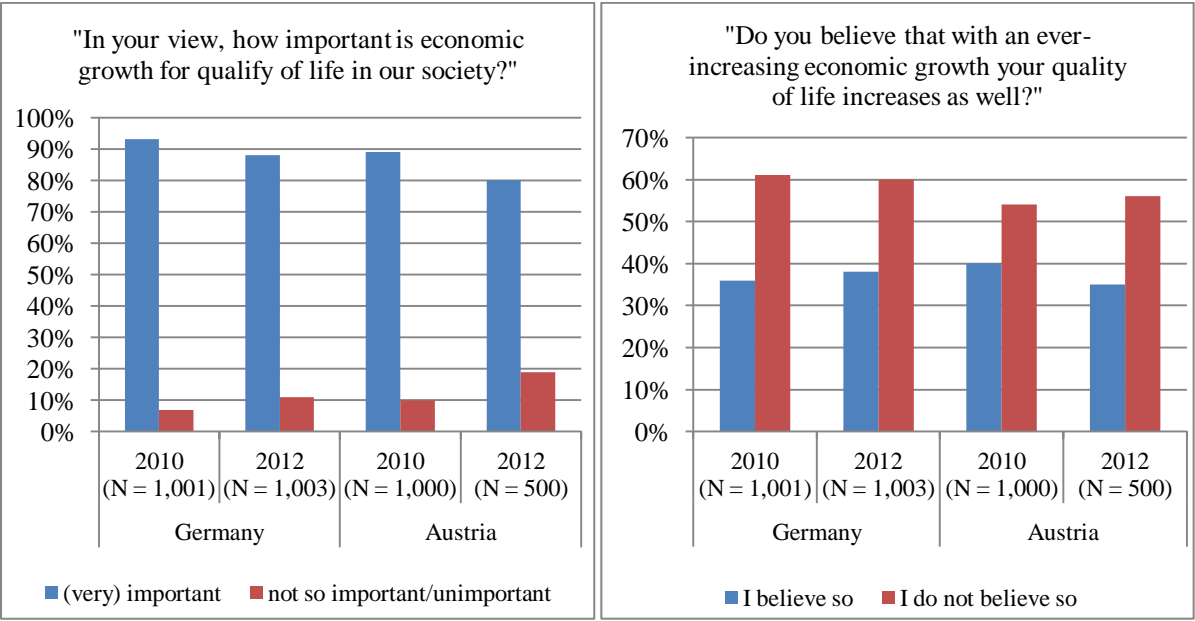 "In your view, how important is economic
growth for qualify of life in our society?"
100%
90%
80%
70%
60%
50%
40%
30%
20%
10%
0%
2010 2012 2010 2012
(N = 1,001) (N = 1,003) (N = 1,000) (N = 500)
Germany Austria
(very) important not so important/unimportant
"Do you believe that with an ever-
increasing economic growth your quality
of life increases as well?"
70%
60%
50%
40%
30%
20%
10%
0%
2010 2012 2010 2012
(N = 1,001) (N = 1,003) (N = 1,000) (N = 500)
Germany Austria
I believe so I do not believe so